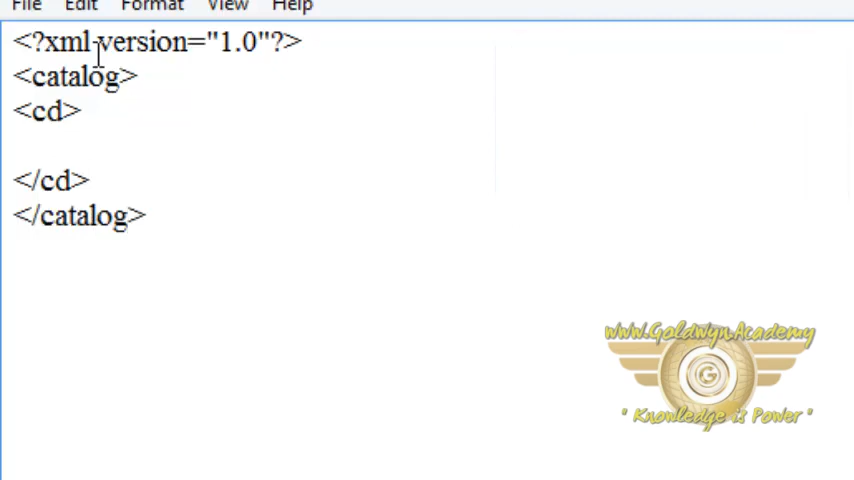 File Edit Format View Help
<?xml version="1.0"?>
<catalog>
<cd>
</cd>
</catalog>
www.Goldwyn.Academy
G
" Knowledge is Power "